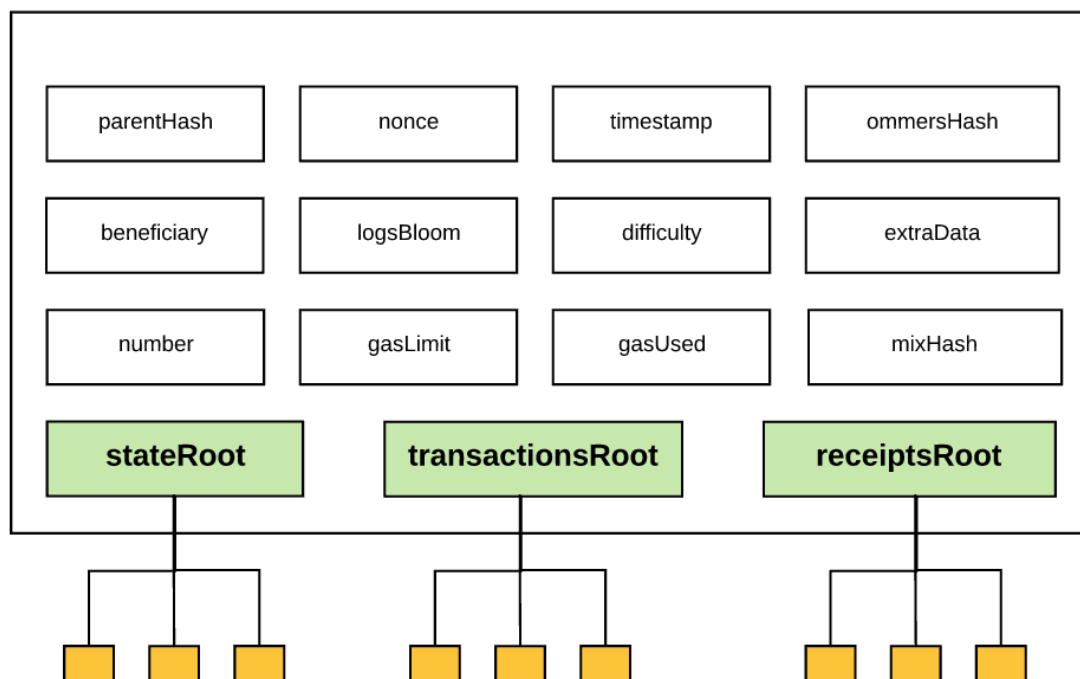 parentHash
nonce
timestamp
ommersHash
beneficiary
logsBloom
difficulty
extraData
number
gasLimit
gasUsed
mixHash
stateRoot
transactionsRoot
receiptsRoot